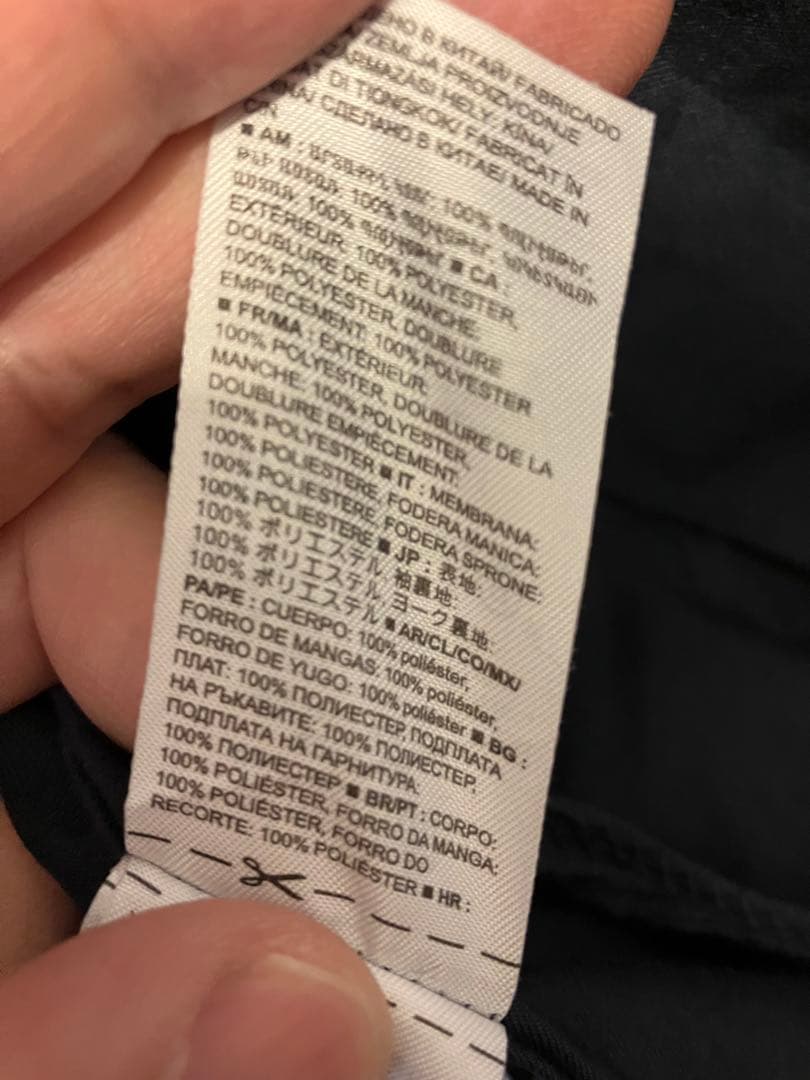 ЕНО В КИТАЙ/ FABRICADO
ZEMLJA PROIZVODNJE
SZÁRMAZÁSI HELY: KÍNA/
DI TIONGKOK/ FABRICAT ÎN
СДЕЛАНО В КИТАЕ/ MADE IN
■ AM : 100%
100%
100% ■ CA :
EXTÉRIEUR: 100% POLYESTER,
DOUBLURE DE LA MANCHE:
100% POLYESTER, DOUBLURE
EMPIÈCEMENT: 100% POLYESTER
■ FR/MA : EXTÉRIEUR:
100% POLYESTER, DOUBLURE DE LA
MANCHE: 100% POLYESTER,
DOUBLURE EMPIÈCEMENT:
100% POLYESTER ■ IT : MEMBRANA:
100% POLIESTERE, FODERA MANICA:
100% POLIESTERE, FODERA SPRONE:
100% POLIESTERE ■ JP : 表地:
100% ポリエステル, 袖裏地:
100% ポリエステル, ヨーク裏地:
100% ポリエステル ■ AR/CL/CO/MX/
PA/PE : CUERPO: 100% poliéster,
FORRO DE MANGAS: 100% poliéster,
FORRO DE YUGO: 100% poliéster ■ BG :
ПЛАТ: 100% ПОЛИЕСТЕР, ПОДПЛАТА
НА РЪКАВИТЕ: 100% ПОЛИЕСТЕР,
ПОДПЛАТА НА ГАРНИТУРА:
100% ПОЛИЕСТЕР ■ BR/PT : CORPO:
100% POLIÉSTER, FORRO DA MANGA:
100% POLIÉSTER, FORRO DO
RECORTE: 100% POLIÉSTER ■ HR :